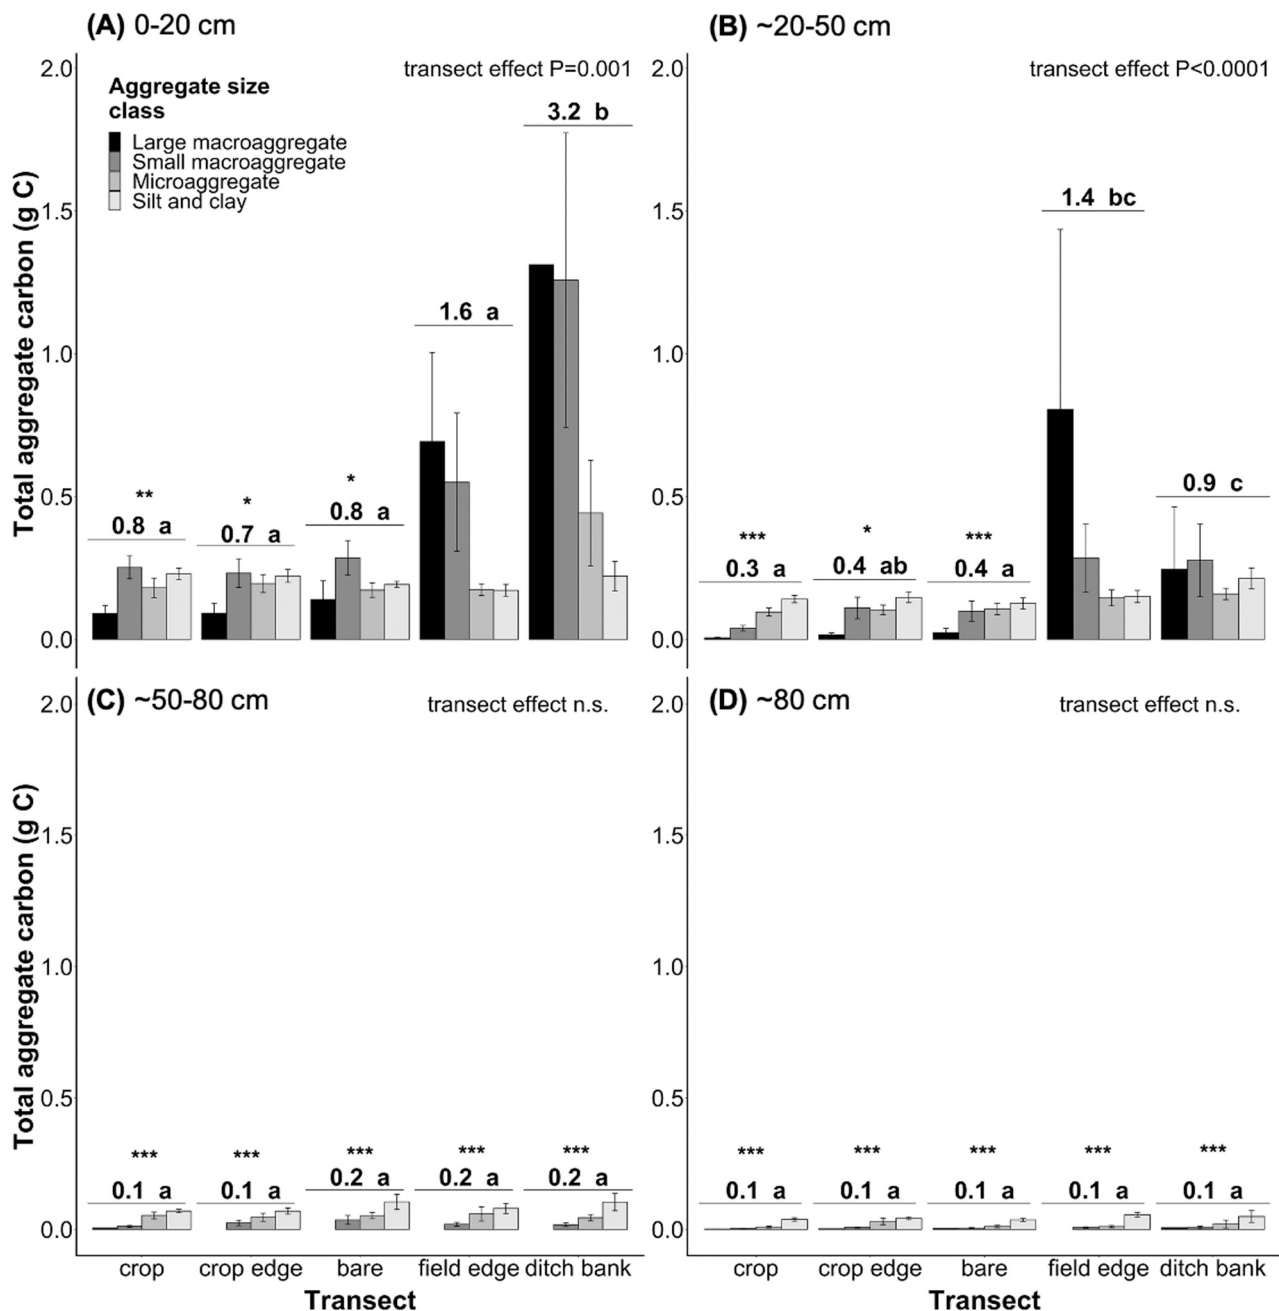 (A) 0-20 cm
transect effect P=0.001
Aggregate size
class
Large macroaggregate
Small macroaggregate
Microaggregate
Silt and clay
Total aggregate carbon (g C)
2.0
1.5
1.0
0.5
0.0
**
0.8 a
*
0.7 a
*
0.8 a
1.6 a
3.2 b
(B) ~20-50 cm
transect effect P<0.0001
2.0
1.5
1.0
0.5
0.0
***
0.3 a
*
0.4 ab
***
0.4 a
1.4 bc
0.9 c
(C) ~50-80 cm
transect effect n.s.
Total aggregate carbon (g C)
2.0
1.5
1.0
0.5
0.0
***
0.1 a
***
0.1 a
***
0.2 a
***
0.2 a
***
0.2 a
crop crop edge bare field edge ditch bank
Transect
(D) ~80 cm
transect effect n.s.
2.0
1.5
1.0
0.5
0.0
***
0.1 a
***
0.1 a
***
0.1 a
***
0.1 a
***
0.1 a
crop crop edge bare field edge ditch bank
Transect